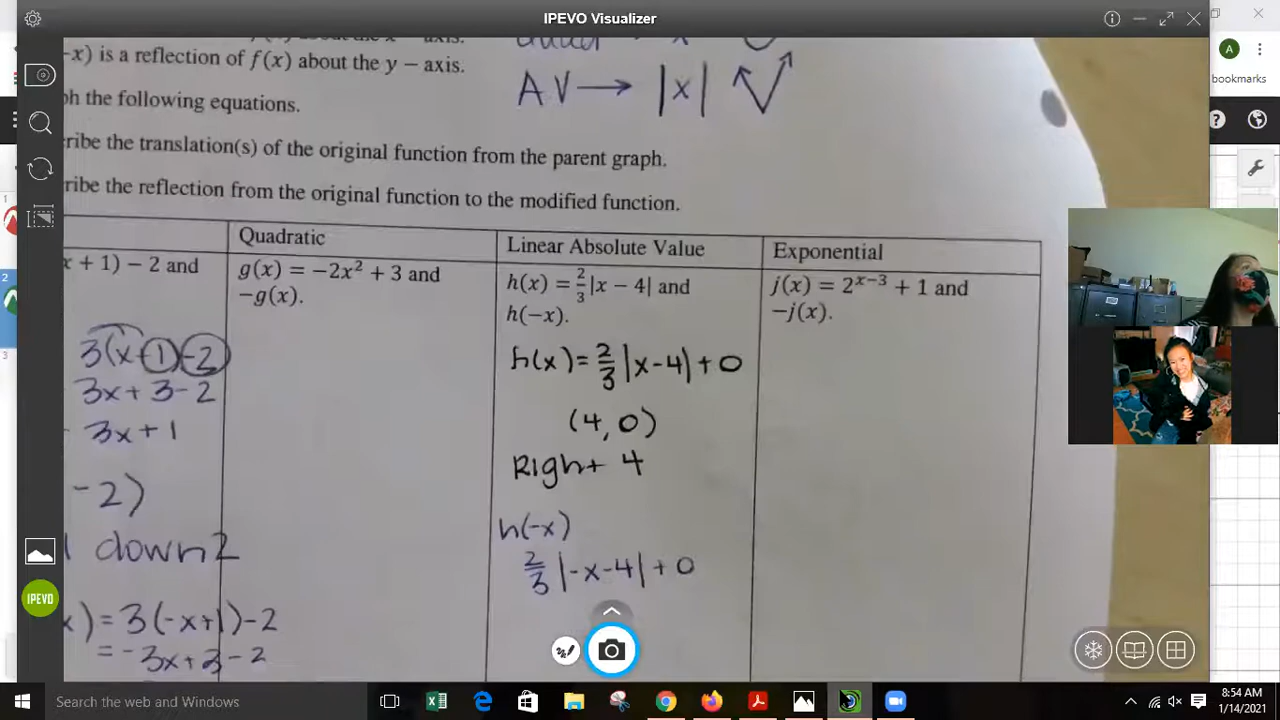 IPEVO Visualizer
-x) is a reflection of f(x) about the y − axis.
AV → |x|
ph the following equations.
ribe the translation(s) of the original function from the parent graph.
ribe the reflection from the original function to the modified function.
Quadratic
Linear Absolute Value
Exponential
x + 1) − 2 and
g(x) = −2x² + 3 and
−g(x).
h(x) = 2/3|x − 4| and
h(−x).
j(x) = 2^(x−3) + 1 and
−j(x).
3(x+1)-2
3x+3-2
3x+1
-2)
down 2
x) = 3(-x+1)-2
= -3x+3-2
h(x)= 2/3 |x-4| + 0
(4, 0)
Right 4
h(-x)
2/3 |-x-4| + 0
A
bookmarks
1
2
3
IPEVO
Search the web and Windows
8:54 AM
1/14/2021